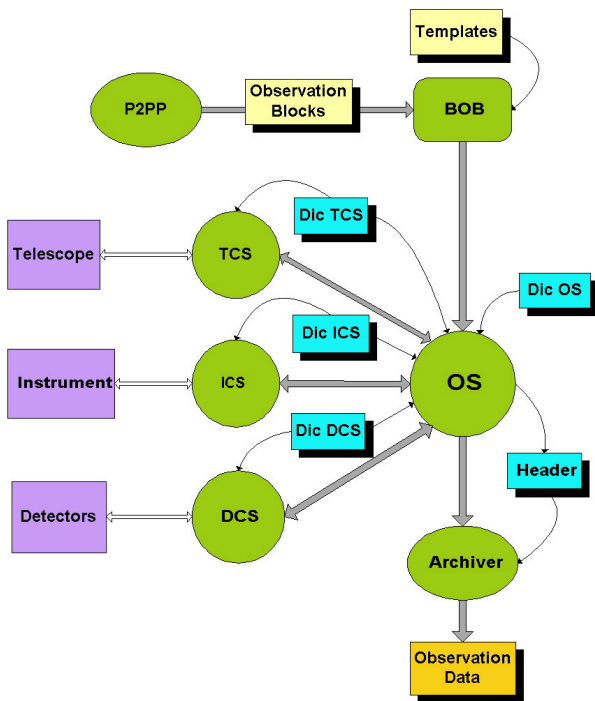 Templates
P2PP
Observation
Blocks
BOB
Dic TCS
Telescope
TCS
Dic OS
Dic ICS
Instrument
ICS
OS
Dic DCS
Header
Detectors
DCS
Archiver
Observation
Data